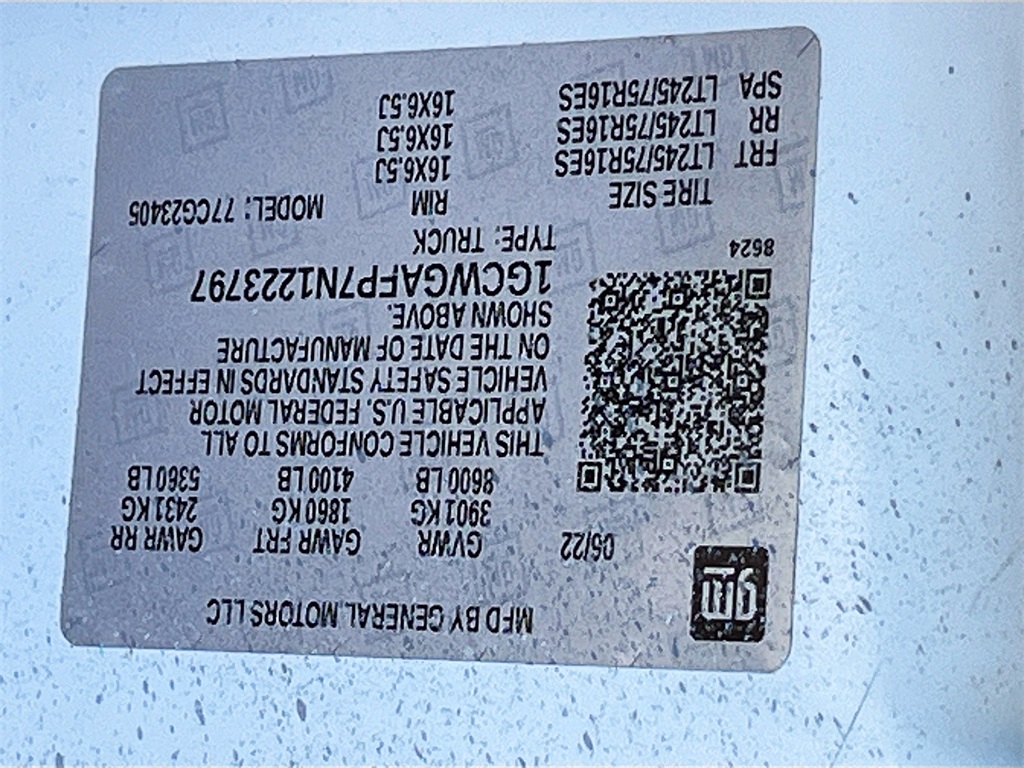 gm
MFD BY GENERAL MOTORS LLC
05/22 GVWR GAWR FRT GAWR RR
3901 KG 1860 KG 2431 KG
8600 LB 4100 LB 5360 LB
THIS VEHICLE CONFORMS TO ALL
APPLICABLE U.S. FEDERAL MOTOR
VEHICLE SAFETY STANDARDS IN EFFECT
ON THE DATE OF MANUFACTURE
SHOWN ABOVE.
1GCWGAFP7N1223797
8624 TYPE: TRUCK
TIRE SIZE RIM MODEL: 77CG23405
FRT LT245/75R16ES 16X6.5J
RR LT245/75R16ES 16X6.5J
SPA LT245/75R16ES 16X6.5J